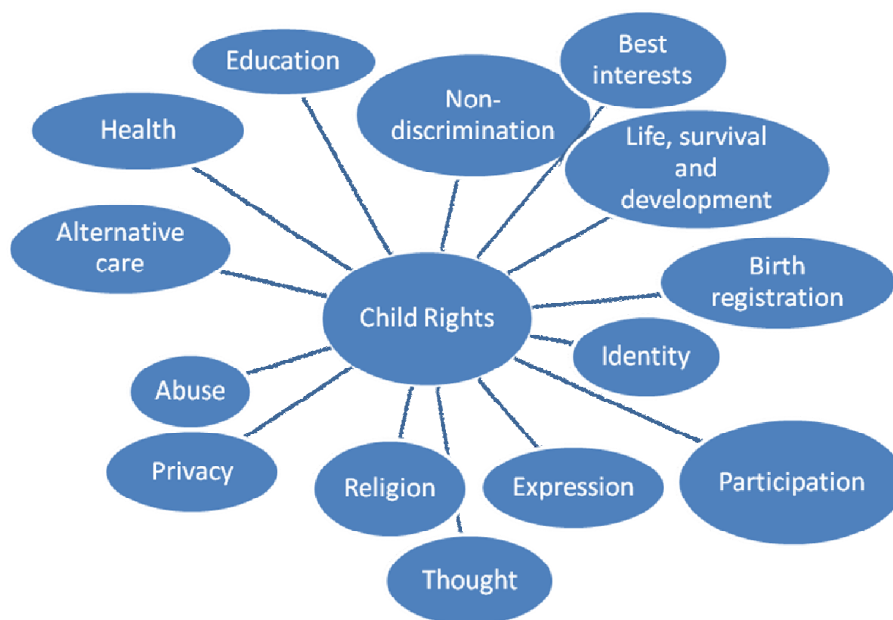 Education
Best
interests
Non-
discrimination
Health
Life, survival
and
development
Alternative
care
Birth
registration
Child Rights
Identity
Abuse
Privacy
Religion
Expression
Participation
Thought